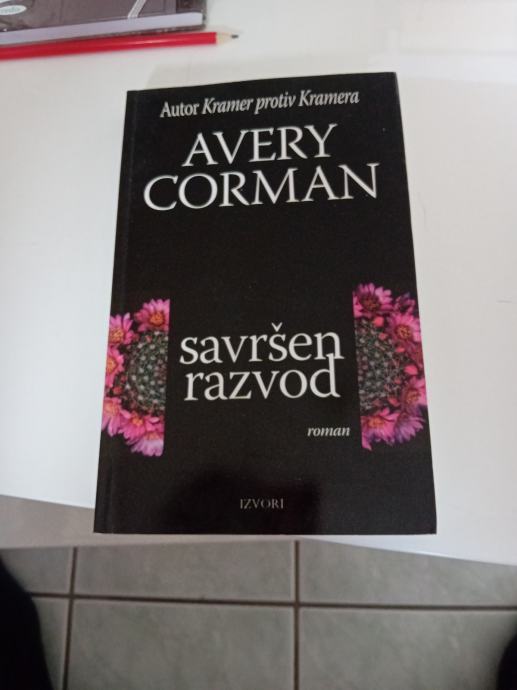 Autor Kramer protiv Kramera
AVERY
CORMAN
savršen
razvod
roman
IZVORI